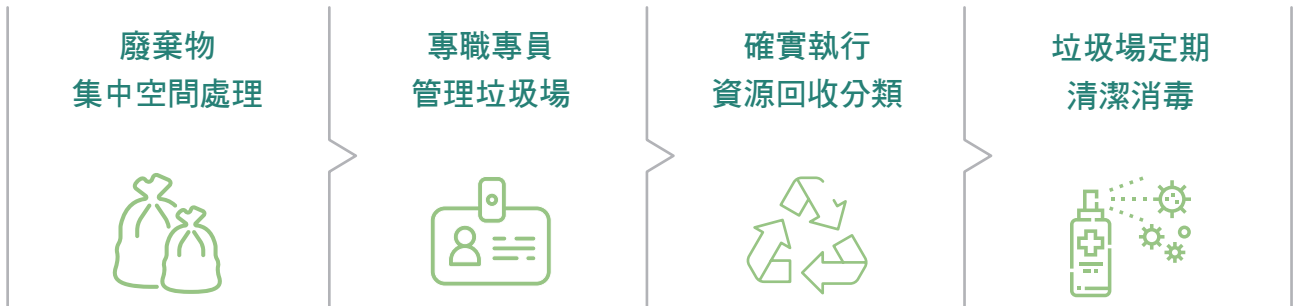 廢棄物
集中空間處理
專職專員
管理垃圾場
確實執行
資源回收分類
垃圾場定期
清潔消毒